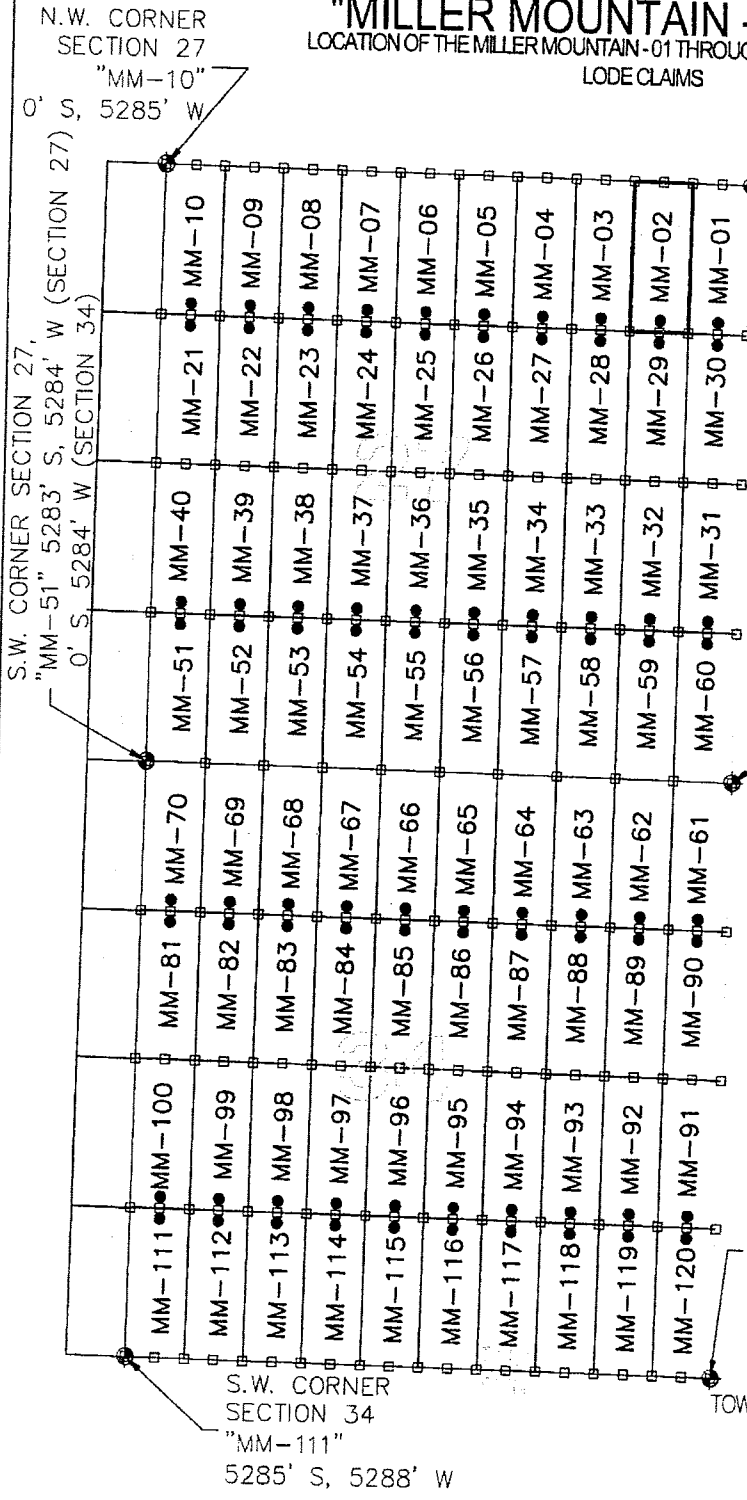 N.W. CORNER
SECTION 27
"MM-10"
0' S, 5285' W
"MILLER MOUNTAIN -
LOCATION OF THE MILLER MOUNTAIN - 01 THROUG
LODE CLAIMS
S.W. CORNER SECTION 27,
"MM-51" 5283' S, 5284' W (SECTION 27)
0' S, 5284' W (SECTION 34)
MM-10
MM-09
MM-08
MM-07
MM-06
MM-05
MM-04
MM-03
MM-02
MM-01
MM-21
MM-22
MM-23
MM-24
MM-25
MM-26
MM-27
MM-28
MM-29
MM-30
MM-40
MM-39
MM-38
MM-37
MM-36
MM-35
MM-34
MM-33
MM-32
MM-31
MM-51
MM-52
MM-53
MM-54
MM-55
MM-56
MM-57
MM-58
MM-59
MM-60
MM-70
MM-69
MM-68
MM-67
MM-66
MM-65
MM-64
MM-63
MM-62
MM-61
MM-81
MM-82
MM-83
MM-84
MM-85
MM-86
MM-87
MM-88
MM-89
MM-90
MM-100
MM-99
MM-98
MM-97
MM-96
MM-95
MM-94
MM-93
MM-92
MM-91
MM-111
MM-112
MM-113
MM-114
MM-115
MM-116
MM-117
MM-118
MM-119
MM-120
S.W. CORNER
SECTION 34
"MM-111"
5285' S, 5288' W
TOW